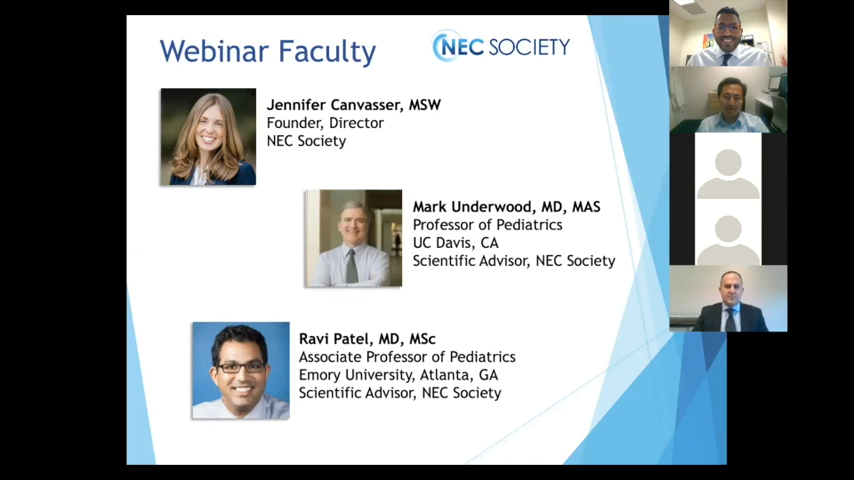 Webinar Faculty
NEC SOCIETY
Jennifer Canvasser, MSW
Founder, Director
NEC Society
Mark Underwood, MD, MAS
Professor of Pediatrics
UC Davis, CA
Scientific Advisor, NEC Society
Ravi Patel, MD, MSc
Associate Professor of Pediatrics
Emory University, Atlanta, GA
Scientific Advisor, NEC Society